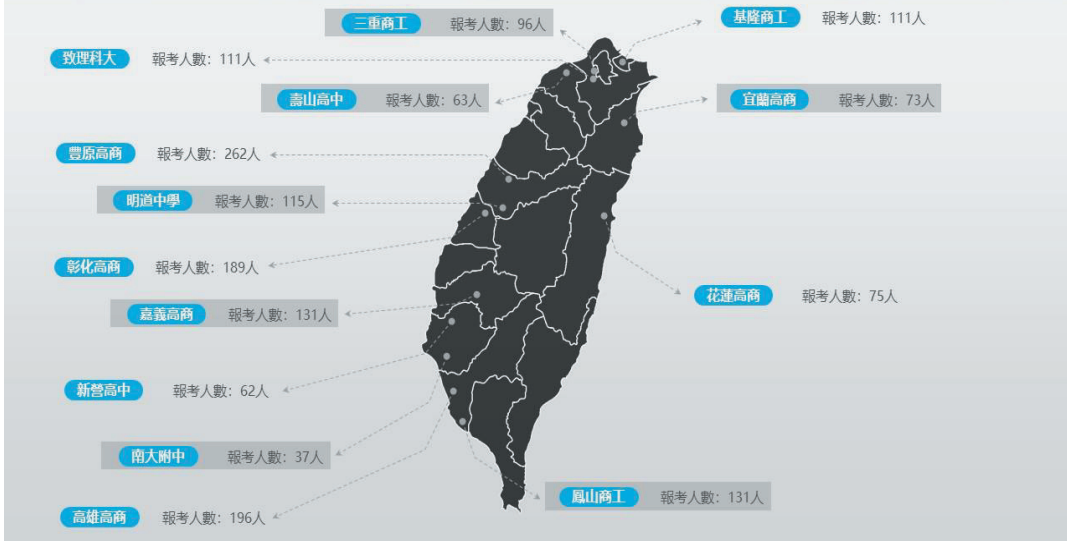 三重商工 報考人數：96人
基隆商工 報考人數：111人
致理科大 報考人數：111人
壽山高中 報考人數：63人
宜蘭高商 報考人數：73人
豐原高商 報考人數：262人
明道中學 報考人數：115人
彰化高商 報考人數：189人
花蓮高商 報考人數：75人
嘉義高商 報考人數：131人
新營高中 報考人數：62人
南大附中 報考人數：37人
鳳山商工 報考人數：131人
高雄高商 報考人數：196人